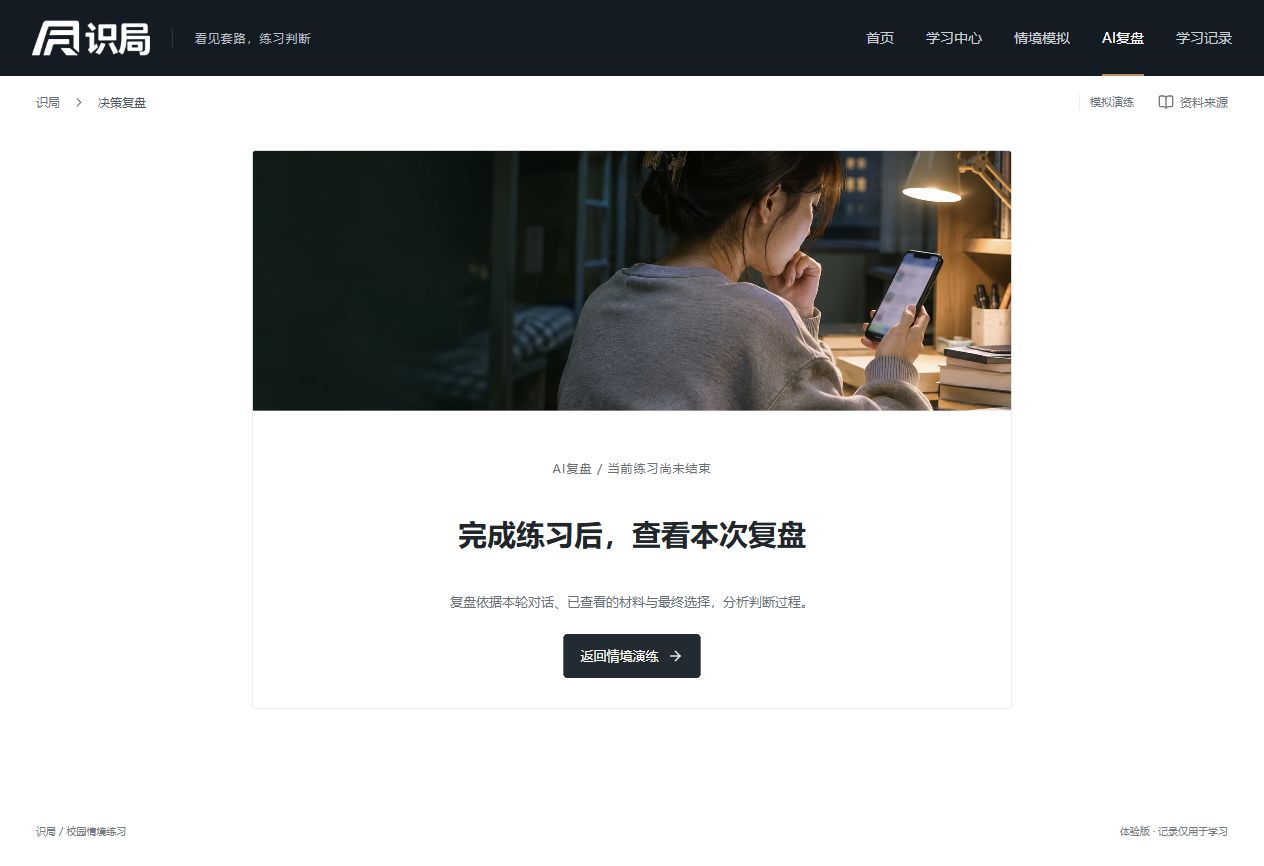 识局
看见套路，练习判断
首页
学习中心
情境模拟
AI复盘
学习记录
识局 > 决策复盘
模拟演练
资料来源
AI复盘 / 当前练习尚未结束
完成练习后，查看本次复盘
复盘依据本轮对话、已查看的材料与最终选择，分析判断过程。
返回情境演练 →
识局 / 校园情境练习
体验版 · 记录仅用于学习